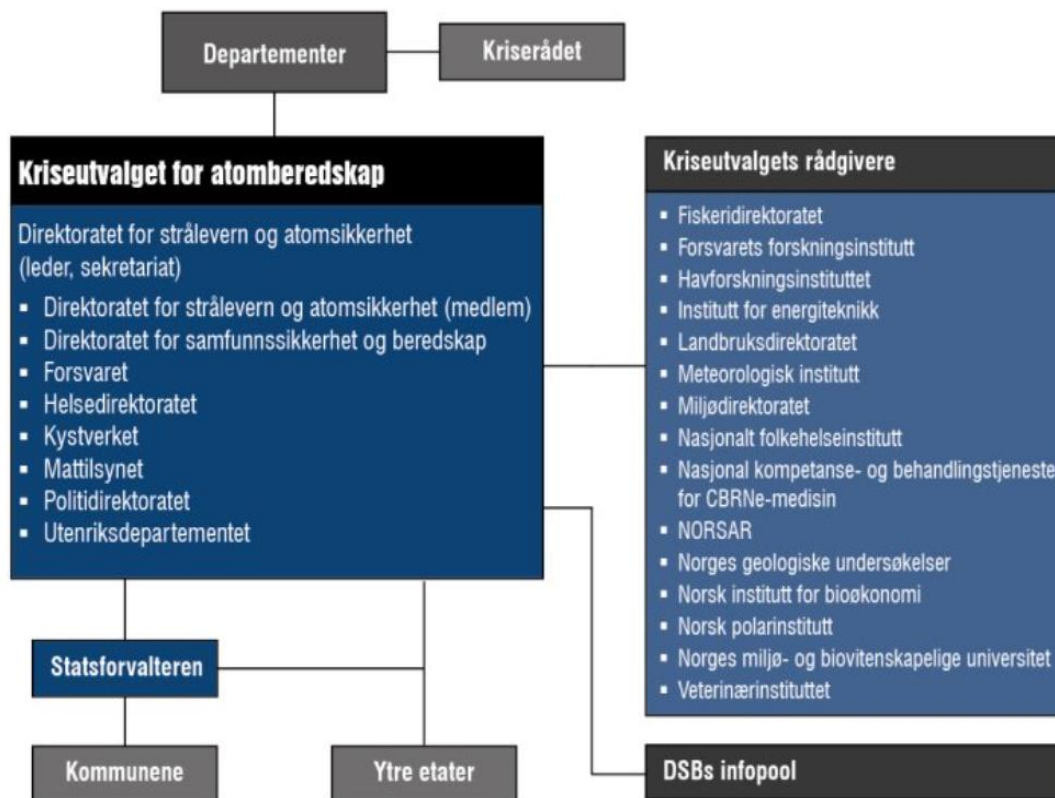 Departementer
Kriserådet
Kriseutvalget for atomberedskap
Direktoratet for strålevern og atomsikkerhet
(leder, sekretariat)
▪ Direktoratet for strålevern og atomsikkerhet (medlem)
▪ Direktoratet for samfunnssikkerhet og beredskap
▪ Forsvaret
▪ Helsedirektoratet
▪ Kystverket
▪ Mattilsynet
▪ Politidirektoratet
▪ Utenriksdepartementet
Kriseutvalgets rådgivere
▪ Fiskeridirektoratet
▪ Forsvarets forskningsinstitutt
▪ Havforskningsinstituttet
▪ Institutt for energiteknikk
▪ Landbruksdirektoratet
▪ Meteorologisk institutt
▪ Miljødirektoratet
▪ Nasjonalt folkehelseinstitutt
▪ Nasjonal kompetanse- og behandlingstjeneste
for CBRNe-medisin
▪ NORSAR
▪ Norges geologiske undersøkelser
▪ Norsk institutt for bioøkonomi
▪ Norsk polarinstitutt
▪ Norges miljø- og biovitenskapelige universitet
▪ Veterinærinstituttet
Statsforvalteren
Kommunene
Ytre etater
DSBs infopool